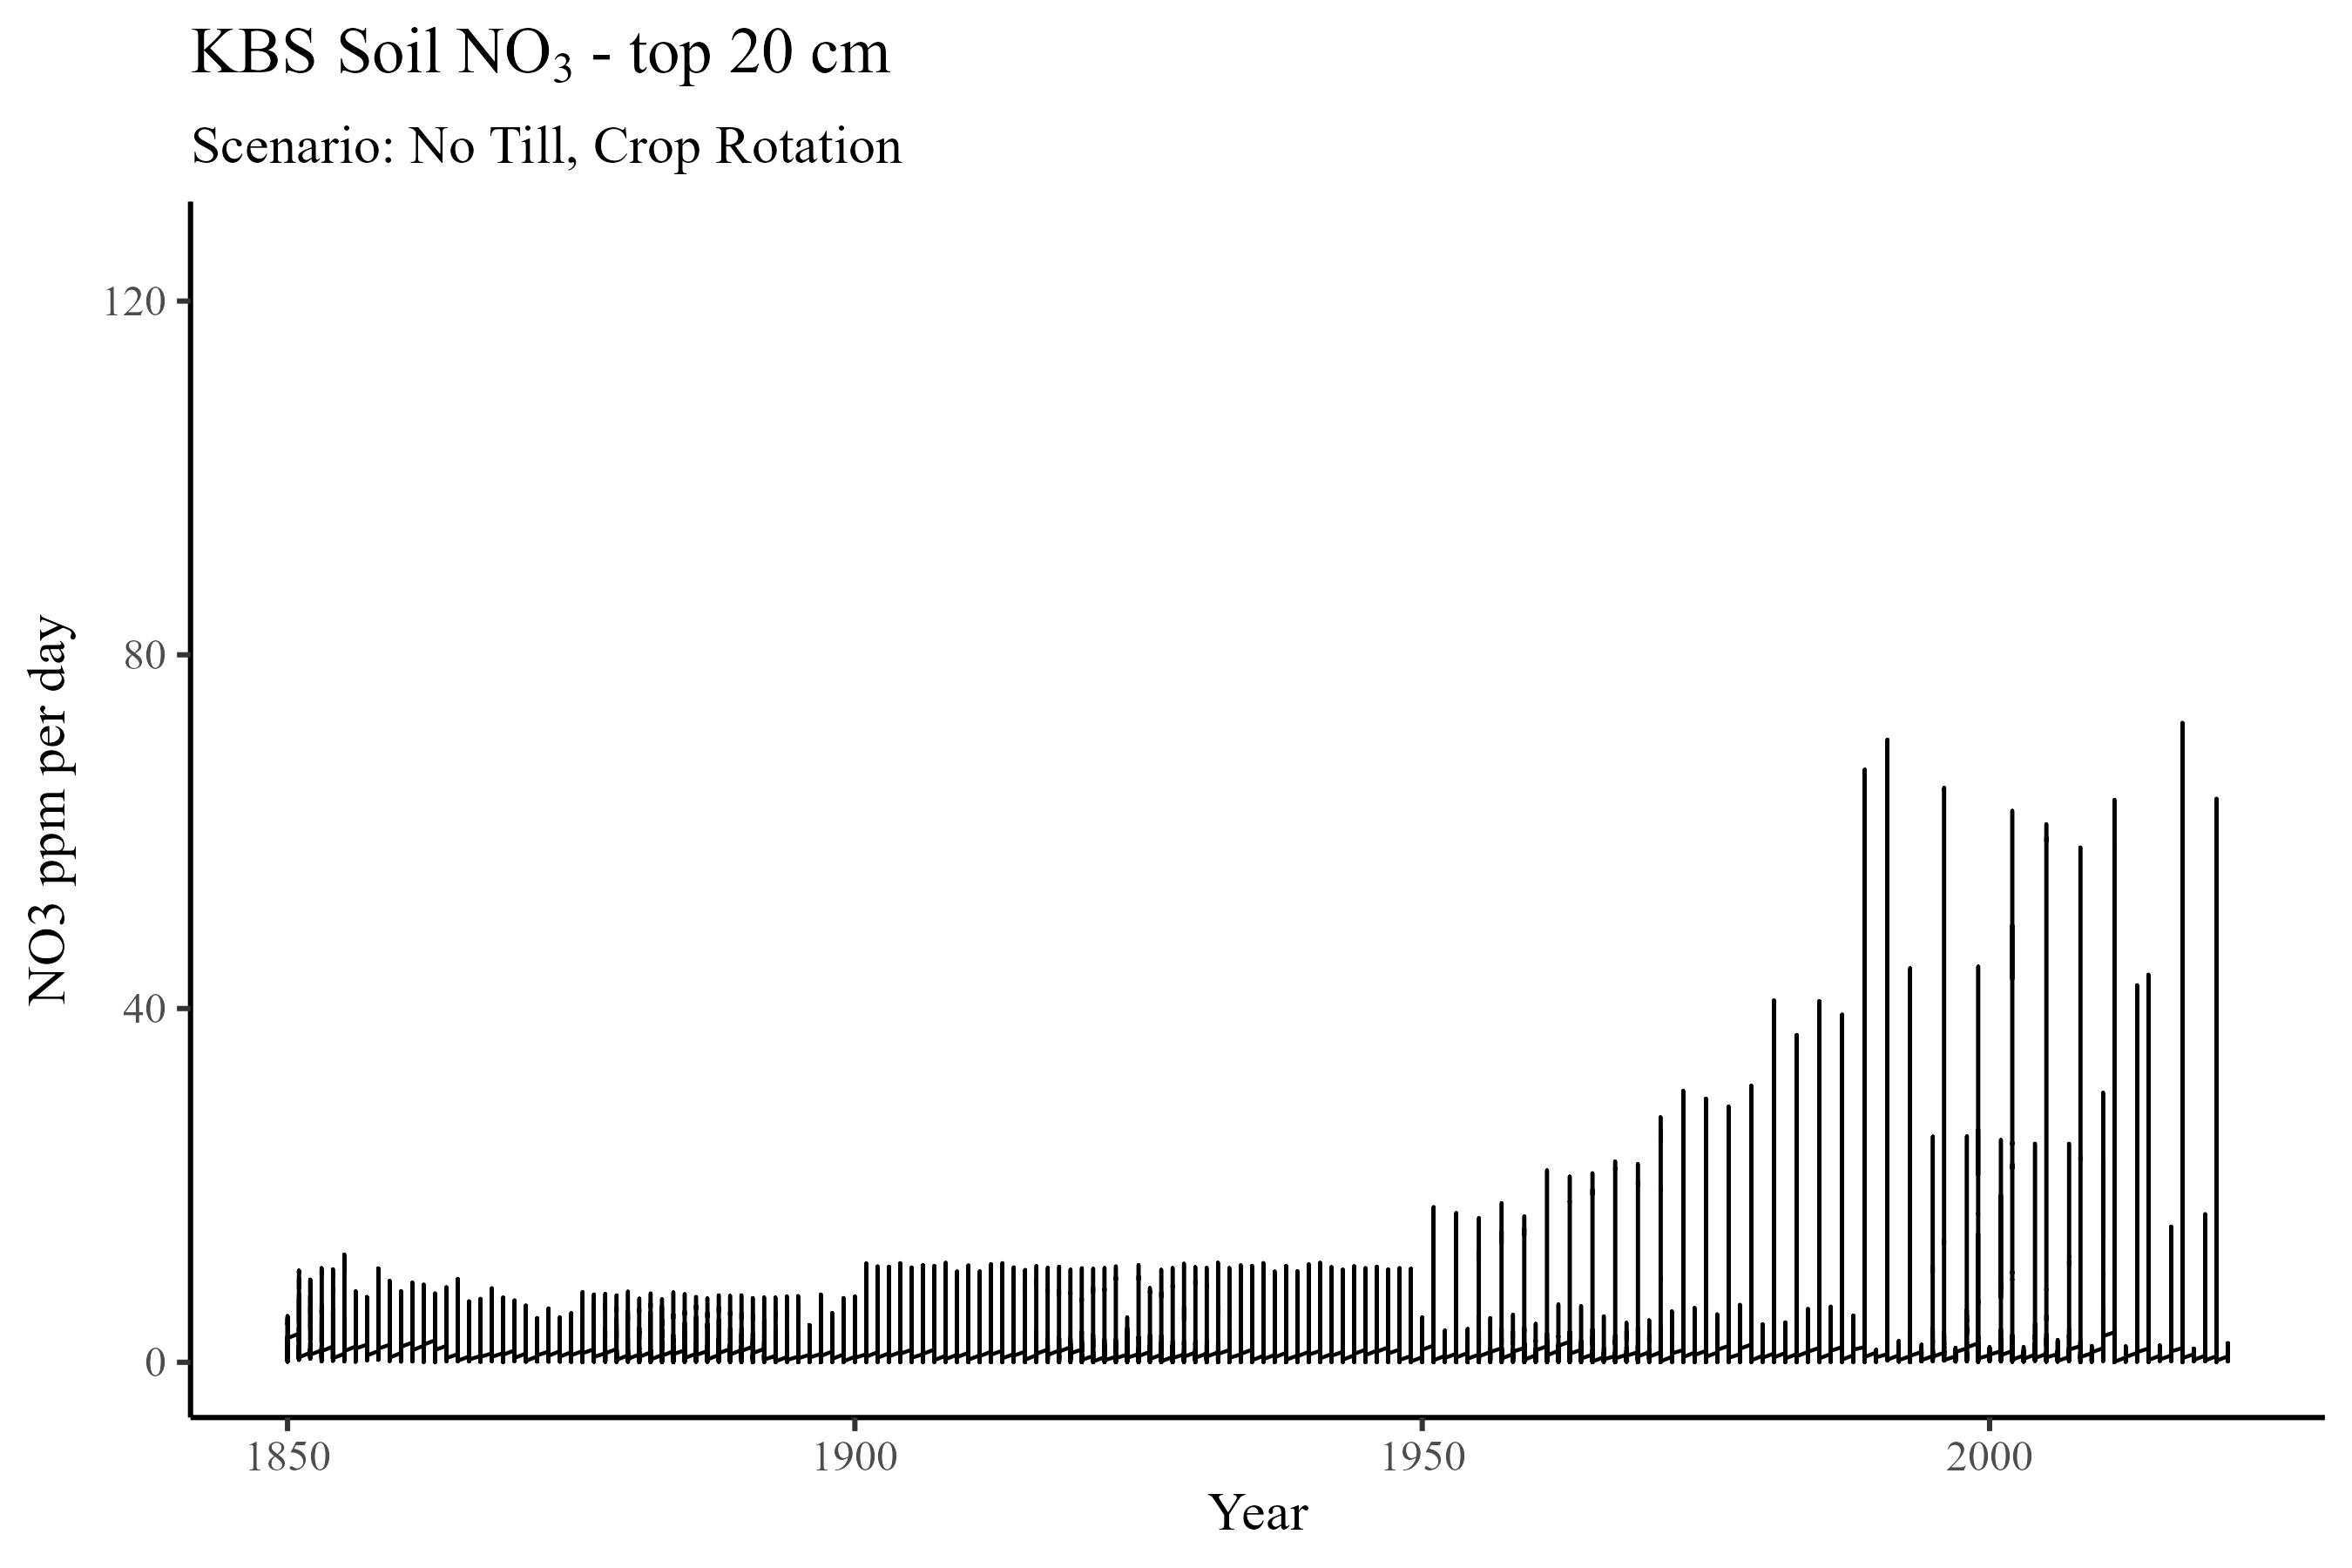 KBS Soil NO₃ - top 20 cm
Scenario: No Till, Crop Rotation
NO3 ppm per day
120
80
40
0
1850 1900 1950 2000
Year